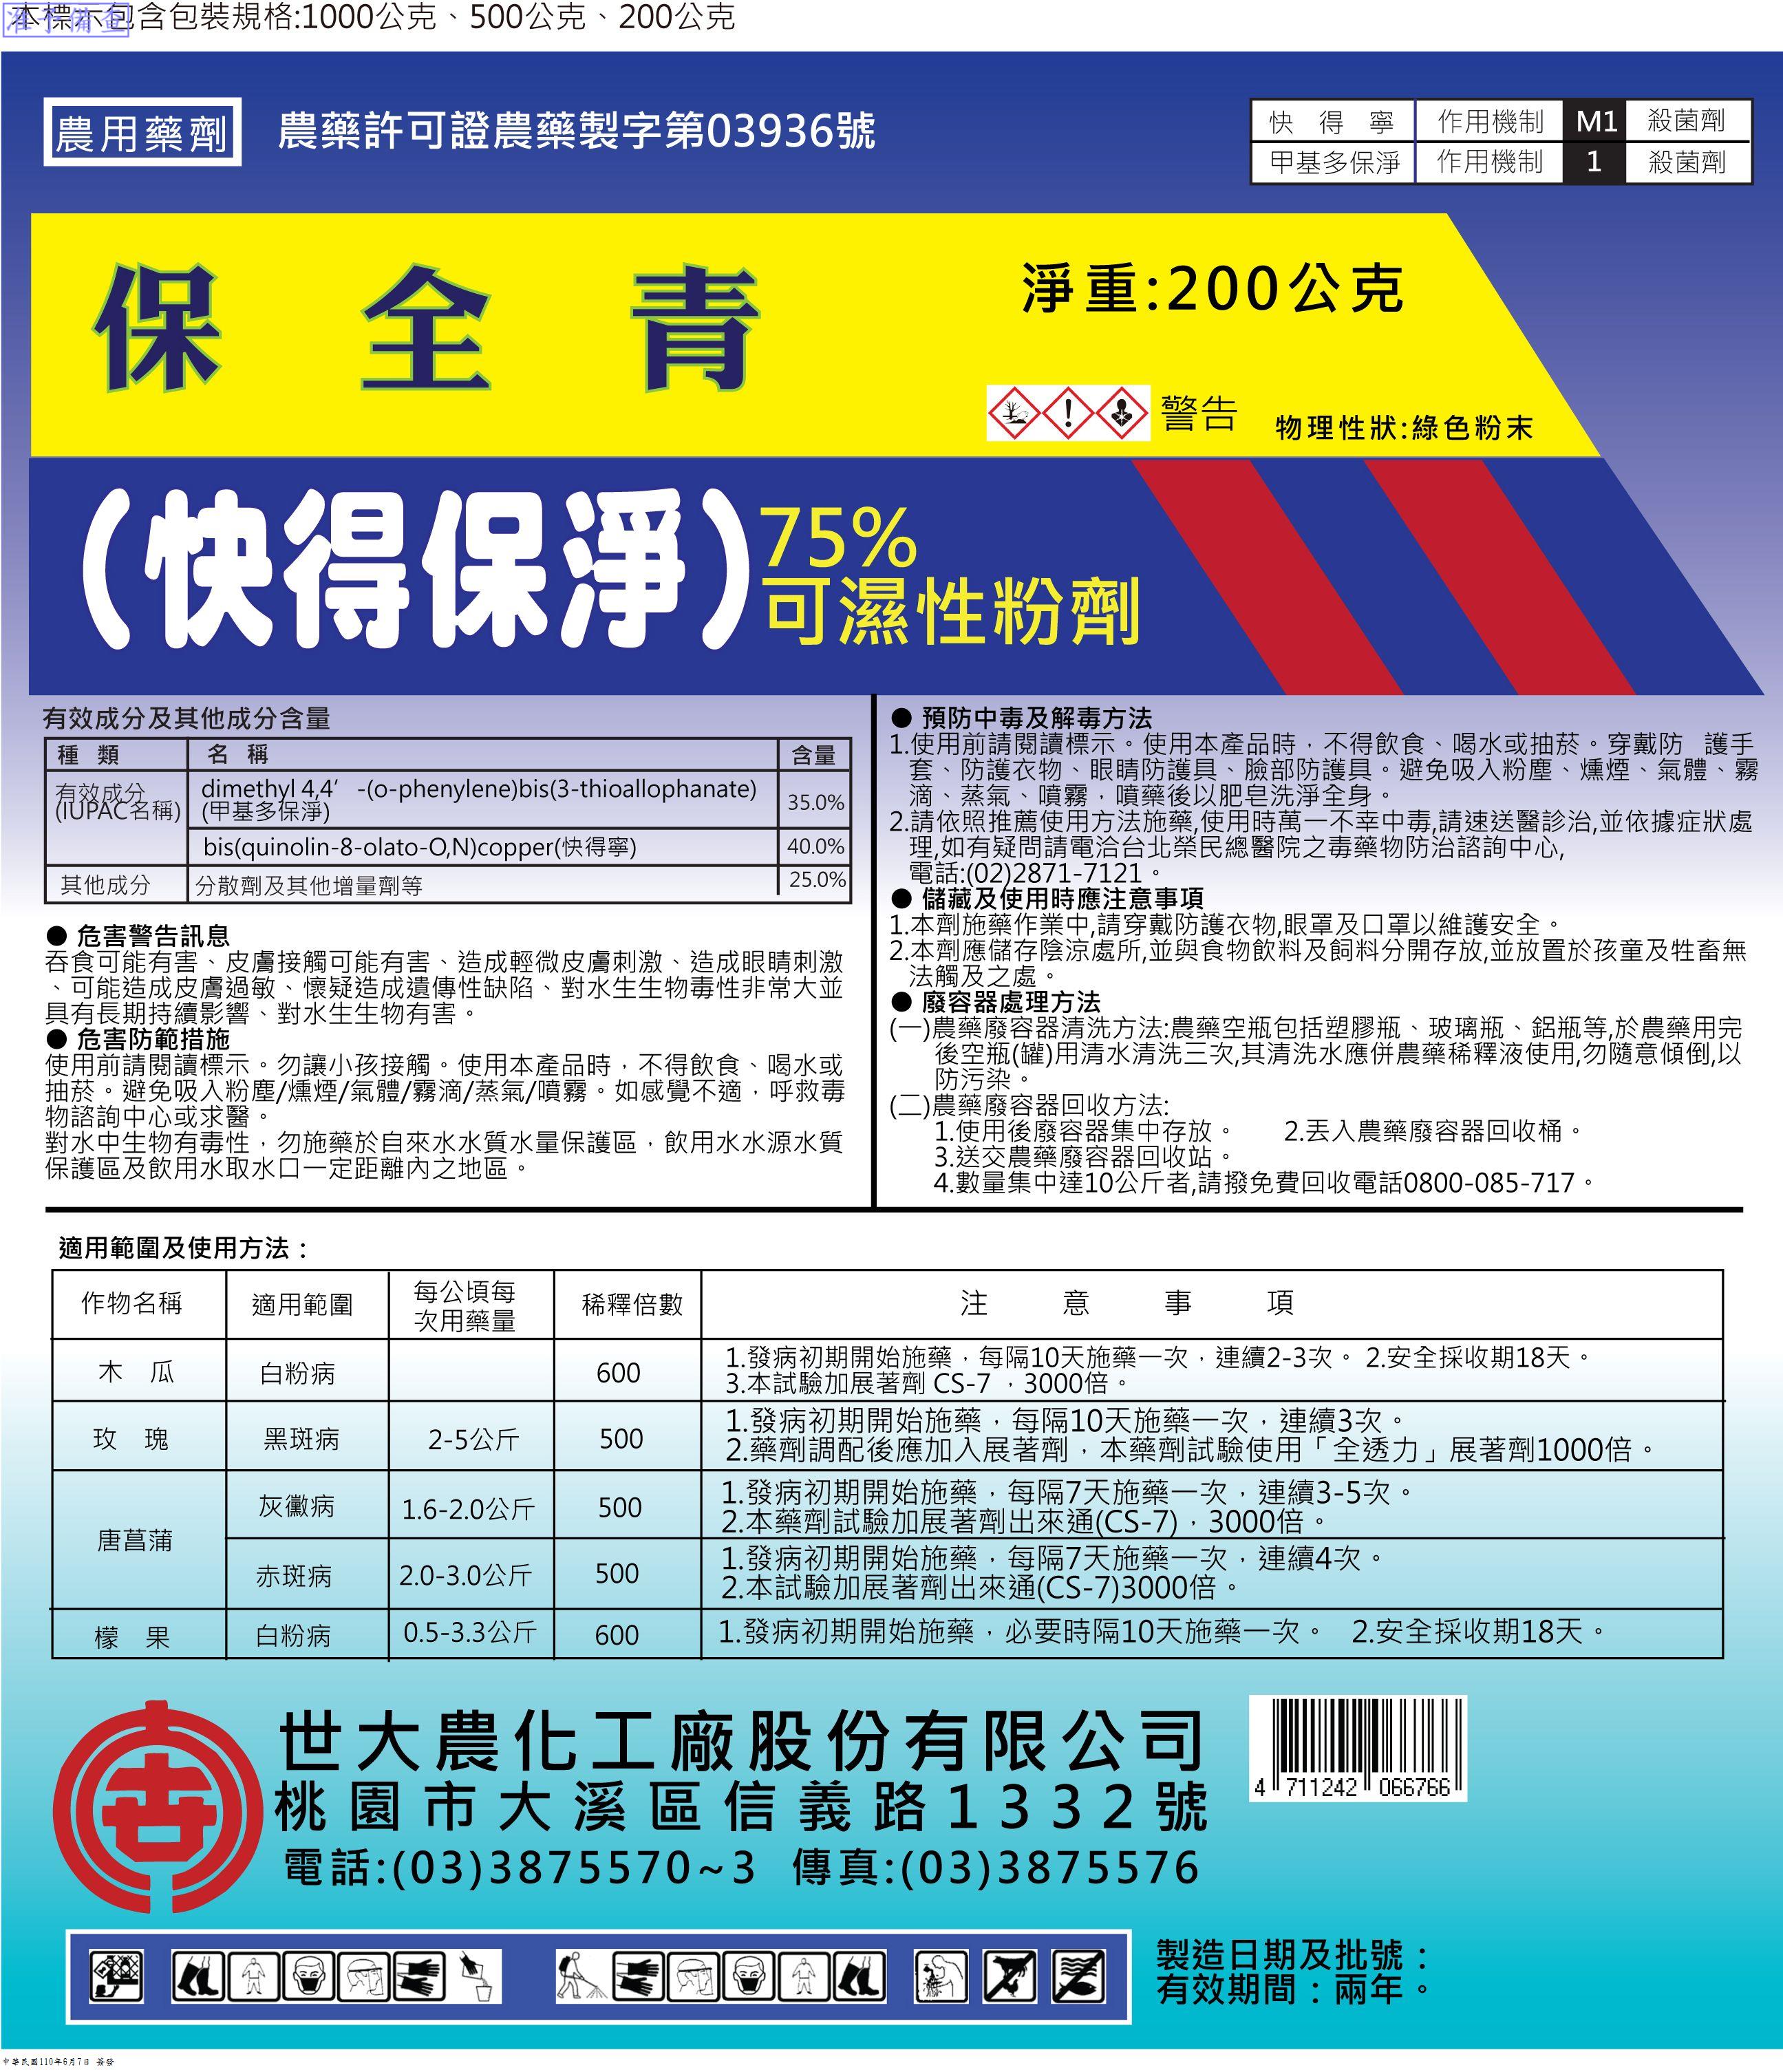 本標示包含包裝規格:1000公克、500公克、200公克
准予備查
農用藥劑
農藥許可證農藥製字第03936號
快 得 寧 作用機制 M1 殺菌劑
甲基多保淨 作用機制 1 殺菌劑
保 全 青
淨重:200公克
警告
物理性狀:綠色粉末
(快得保淨)
75%
可濕性粉劑
有效成分及其他成分含量
種 類 名 稱 含量
有效成分
(IUPAC名稱)
dimethyl 4,4′ -(o-phenylene)bis(3-thioallophanate)
(甲基多保淨)
35.0%
bis(quinolin-8-olato-O,N)copper(快得寧) 40.0%
其他成分 分散劑及其他增量劑等 25.0%
● 危害警告訊息
吞食可能有害、皮膚接觸可能有害、造成輕微皮膚刺激、造成眼睛刺激
、可能造成皮膚過敏、懷疑造成遺傳性缺陷、對水生生物毒性非常大並
具有長期持續影響、對水生生物有害。
● 危害防範措施
使用前請閱讀標示。勿讓小孩接觸。使用本產品時，不得飲食、喝水或
抽菸。避免吸入粉塵/燻煙/氣體/霧滴/蒸氣/噴霧。如感覺不適，呼救毒
物諮詢中心或求醫。
對水中生物有毒性，勿施藥於自來水水質水量保護區，飲用水水源水質
保護區及飲用水取水口一定距離內之地區。
● 預防中毒及解毒方法
1.使用前請閱讀標示。使用本產品時，不得飲食、喝水或抽菸。穿戴防 護手
套、防護衣物、眼睛防護具、臉部防護具。避免吸入粉塵、燻煙、氣體、霧
滴、蒸氣、噴霧，噴藥後以肥皂洗淨全身。
2.請依照推薦使用方法施藥,使用時萬一不幸中毒,請速送醫診治,並依據症狀處
理,如有疑問請電洽台北榮民總醫院之毒藥物防治諮詢中心,
電話:(02)2871-7121。
● 儲藏及使用時應注意事項
1.本劑施藥作業中,請穿戴防護衣物,眼罩及口罩以維護安全。
2.本劑應儲存陰涼處所,並與食物飲料及飼料分開存放,並放置於孩童及牲畜無
法觸及之處。
● 廢容器處理方法
(一)農藥廢容器清洗方法:農藥空瓶包括塑膠瓶、玻璃瓶、鋁瓶等,於農藥用完
後空瓶(罐)用清水清洗三次,其清洗水應併農藥稀釋液使用,勿隨意傾倒,以
防污染。
(二)農藥廢容器回收方法:
1.使用後廢容器集中存放。 2.丟入農藥廢容器回收桶。
3.送交農藥廢容器回收站。
4.數量集中達10公斤者,請撥免費回收電話0800-085-717。
適用範圍及使用方法：
作物名稱 適用範圍 每公頃每
次用藥量 稀釋倍數 注 意 事 項
木 瓜 白粉病 600 1.發病初期開始施藥，每隔10天施藥一次，連續2-3次。 2.安全採收期18天。
3.本試驗加展著劑 CS-7 ，3000倍。
玫 瑰 黑斑病 2-5公斤 500 1.發病初期開始施藥，每隔10天施藥一次，連續3次。
2.藥劑調配後應加入展著劑，本藥劑試驗使用「全透力」展著劑1000倍。
唐菖蒲 灰黴病 1.6-2.0公斤 500 1.發病初期開始施藥，每隔7天施藥一次，連續3-5次。
2.本藥劑試驗加展著劑出來通(CS-7)，3000倍。
赤斑病 2.0-3.0公斤 500 1.發病初期開始施藥，每隔7天施藥一次，連續4次。
2.本試驗加展著劑出來通(CS-7)3000倍。
檬 果 白粉病 0.5-3.3公斤 600 1.發病初期開始施藥，必要時隔10天施藥一次。 2.安全採收期18天。
世大農化工廠股份有限公司
桃園市大溪區信義路1332號
電話:(03)3875570~3 傳真:(03)3875576
4 711242 066766
製造日期及批號：
有效期間：兩年。
中華民國110年6月7日 簽發